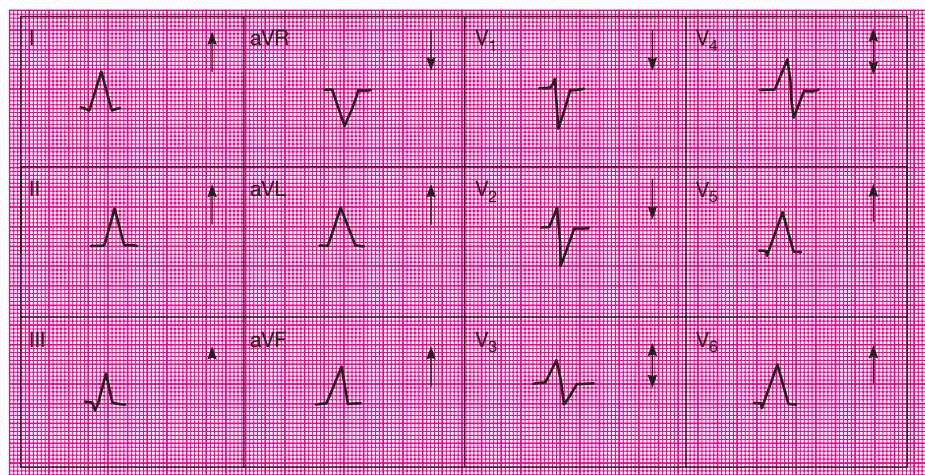 I aVR V₁ V₄
II aVL V₂ V₅
III aVF V₃ V₆